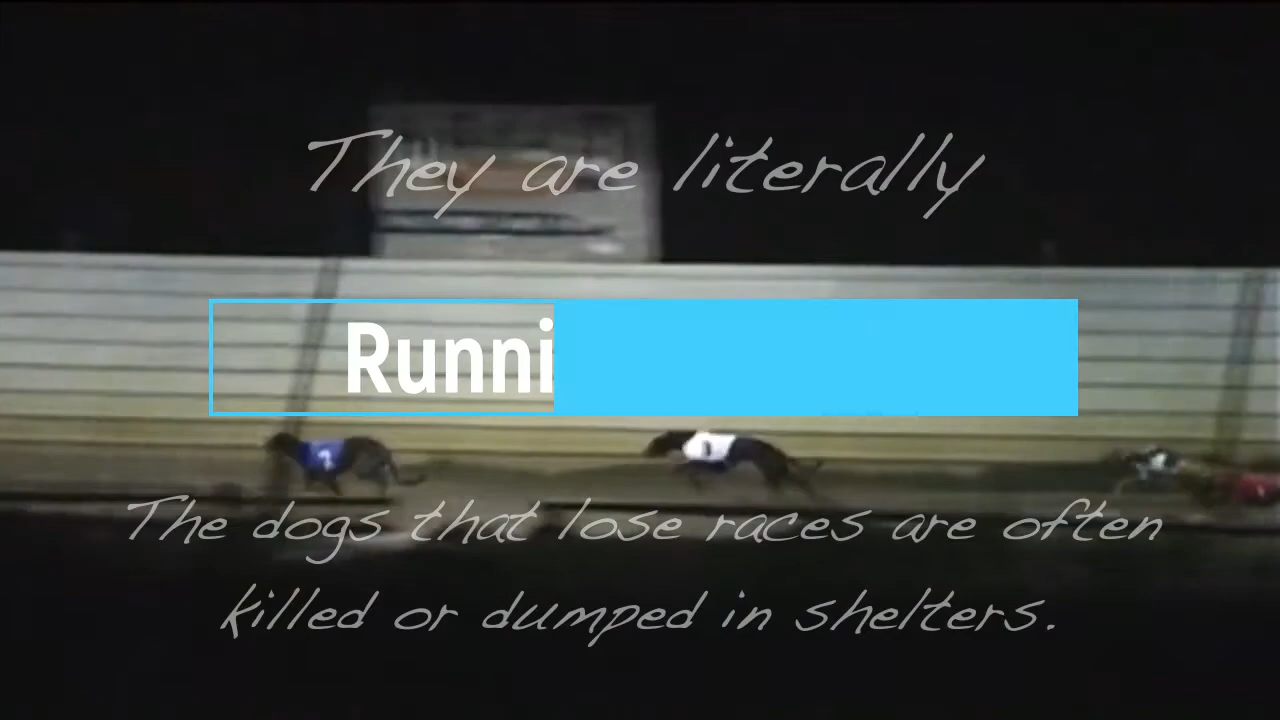 They are literally
Runni
The dogs that lose races are often
killed or dumped in shelters.